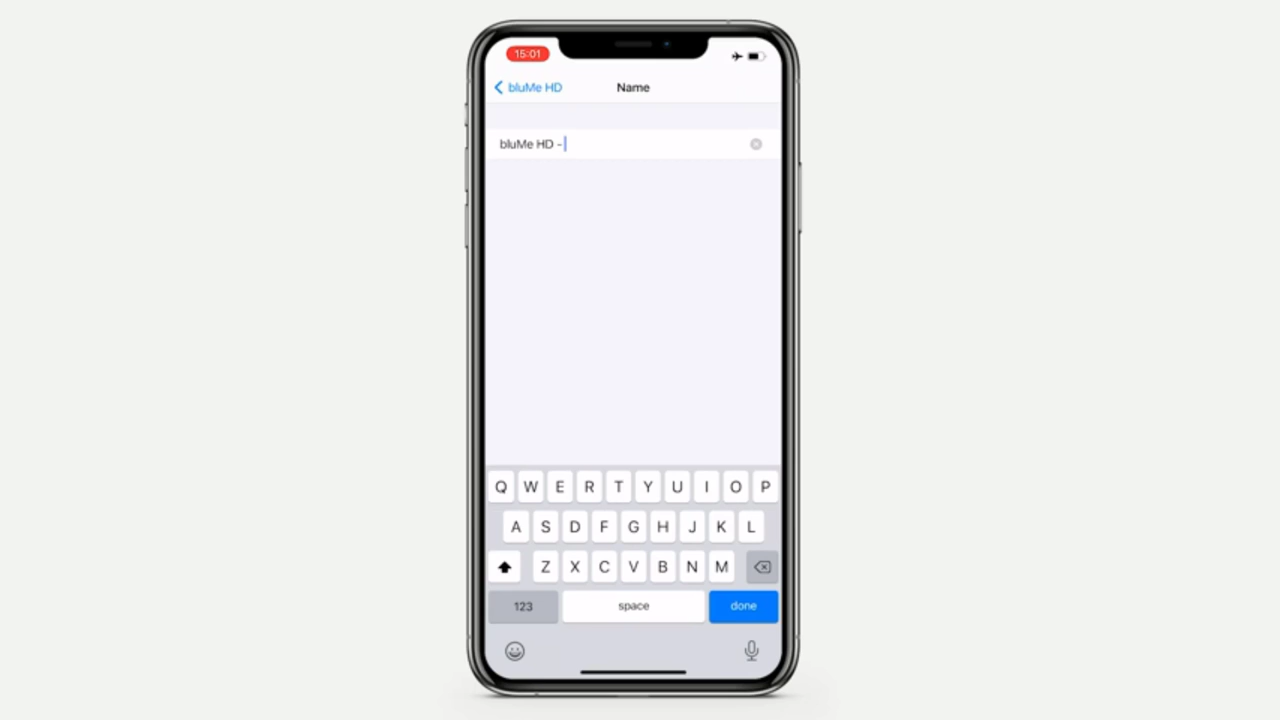 15:01
bluMe HD Name
bluMe HD -
Q W E R T Y U I O P
A S D F G H J K L
Z X C V B N M
123 space done